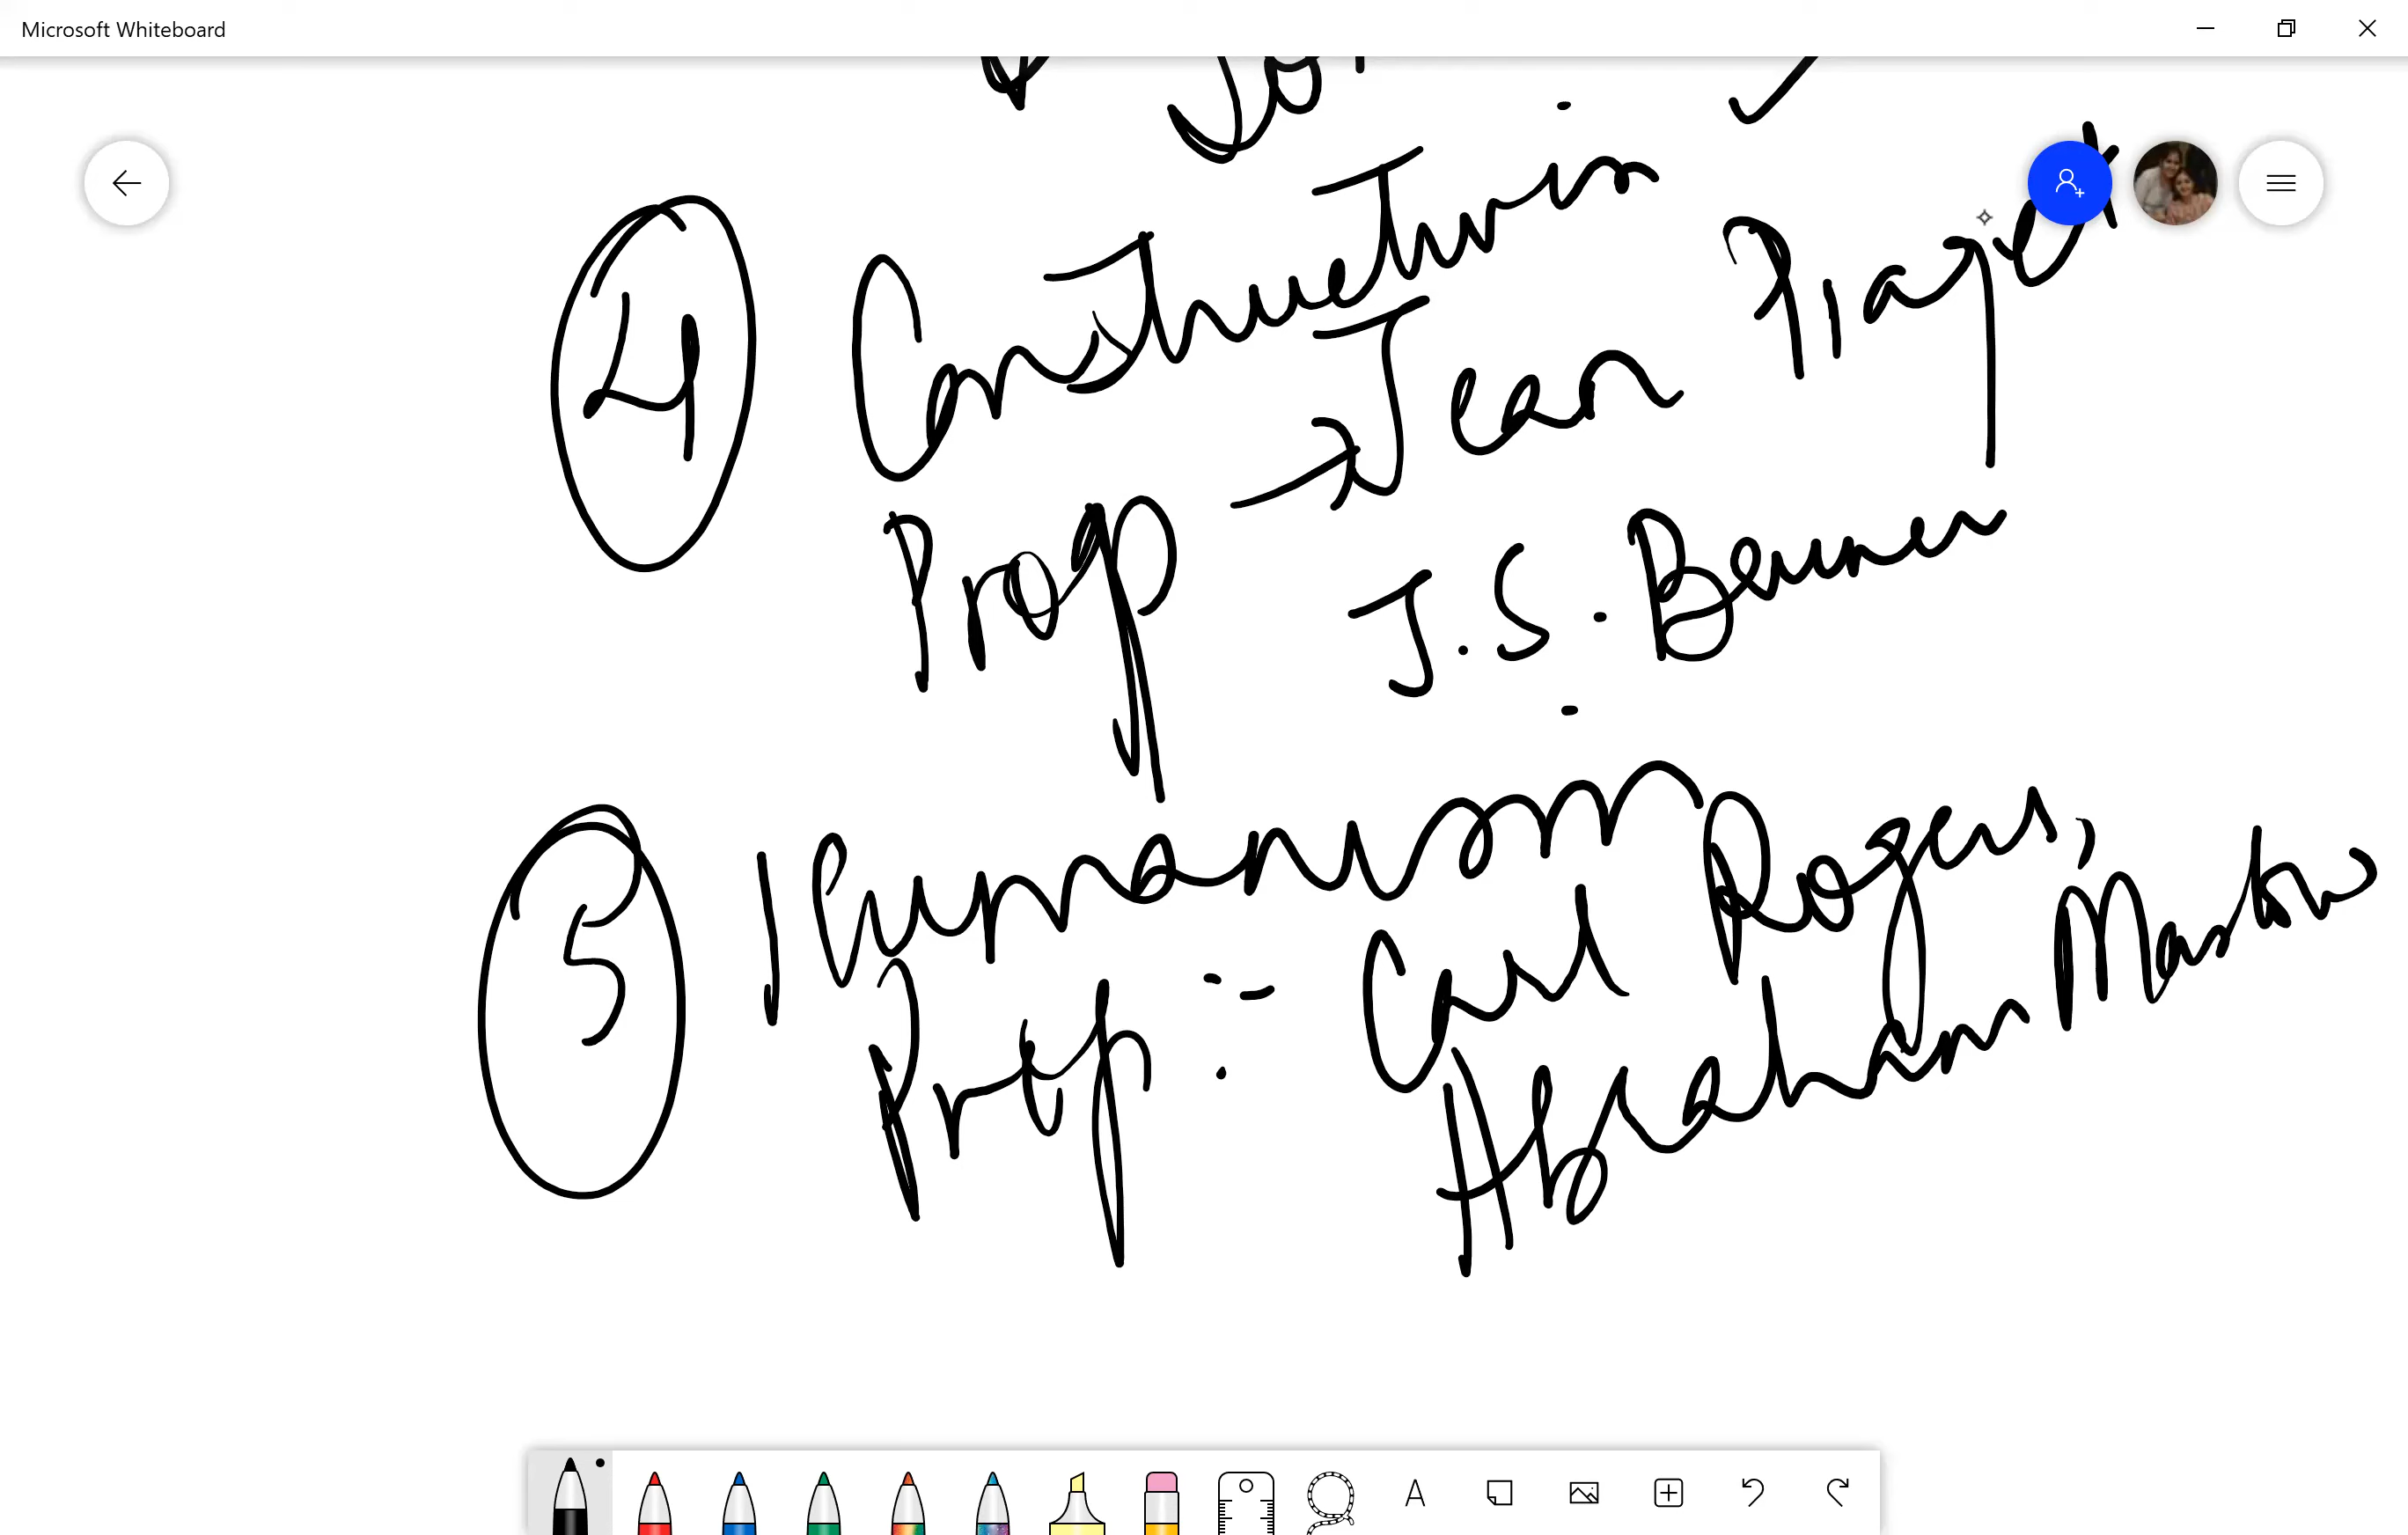 Microsoft Whiteboard
4 Constructivism
Prop → Jean Piaget
J.S. Bruner
5 Humanism
Prop :- Carl Rogers,
Abraham Maslow